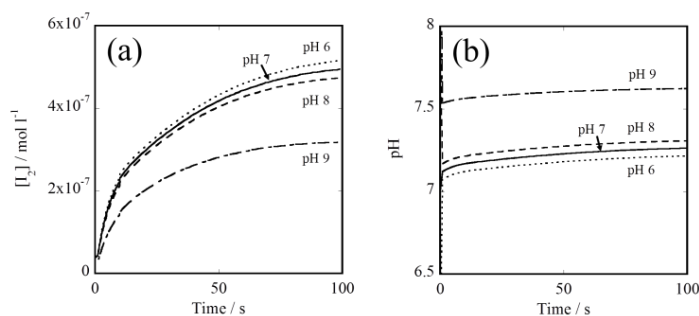 (a)
[I₂] / mol l⁻¹
6x10⁻⁷
4x10⁻⁷
2x10⁻⁷
0
pH 6
pH 7
pH 8
pH 9
0
50
100
Time / s
(b)
pH
8
7.5
7
6.5
pH 9
pH 7
pH 8
pH 6
0
50
100
Time / s